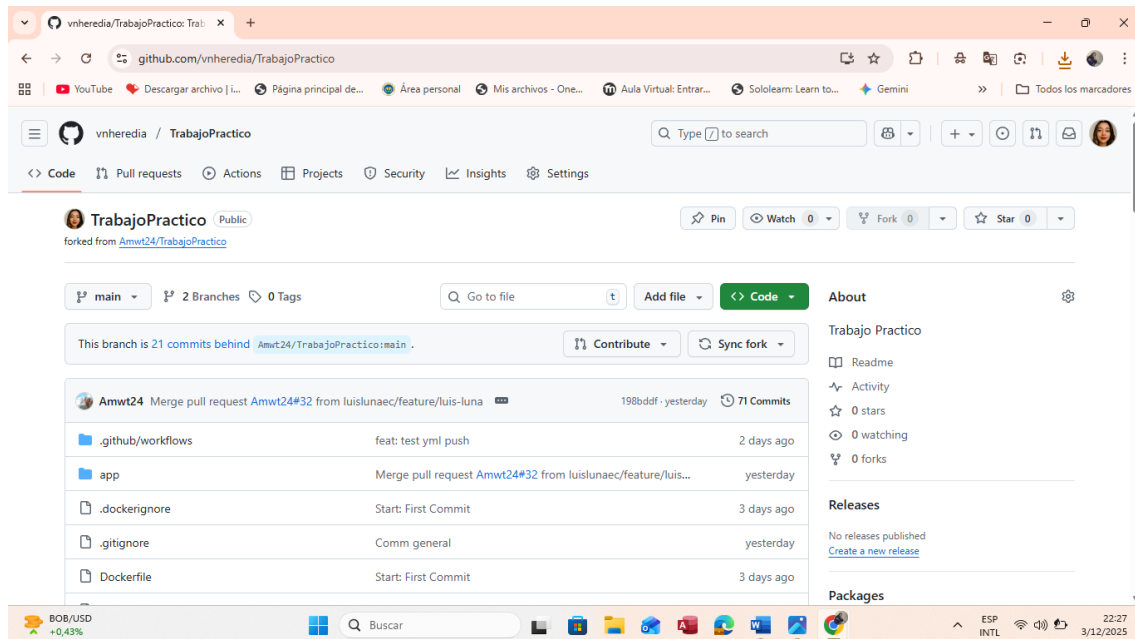 vnheredia/TrabajoPractico: Trab
github.com/vnheredia/TrabajoPractico
YouTube Descargar archivo | i... Página principal de... Área personal Mis archivos - One... Aula Virtual: Entrar... Sololearn: Learn to... Gemini » Todos los marcadores
vnheredia / TrabajoPractico Type / to search
Code Pull requests Actions Projects Security Insights Settings
TrabajoPractico Public Pin Watch 0 Fork 0 Star 0
forked from Amwt24/TrabajoPractico
main 2 Branches 0 Tags Go to file t Add file <> Code About
Trabajo Practico
This branch is 21 commits behind Amwt24/TrabajoPractico:main . Contribute Sync fork
Readme
Activity
Amwt24 Merge pull request Amwt24#32 from luislunaec/feature/luis-luna 198bddf · yesterday 71 Commits
0 stars
.github/workflows feat: test yml push 2 days ago
0 watching
0 forks
app Merge pull request Amwt24#32 from luislunaec/feature/luis... yesterday
.dockerignore Start: First Commit 3 days ago
Releases
.gitignore Comm general yesterday
No releases published
Create a new release
Dockerfile Start: First Commit 3 days ago
Packages
BOB/USD
+0,43%
Buscar
ESP
INTL
22:27
3/12/2025